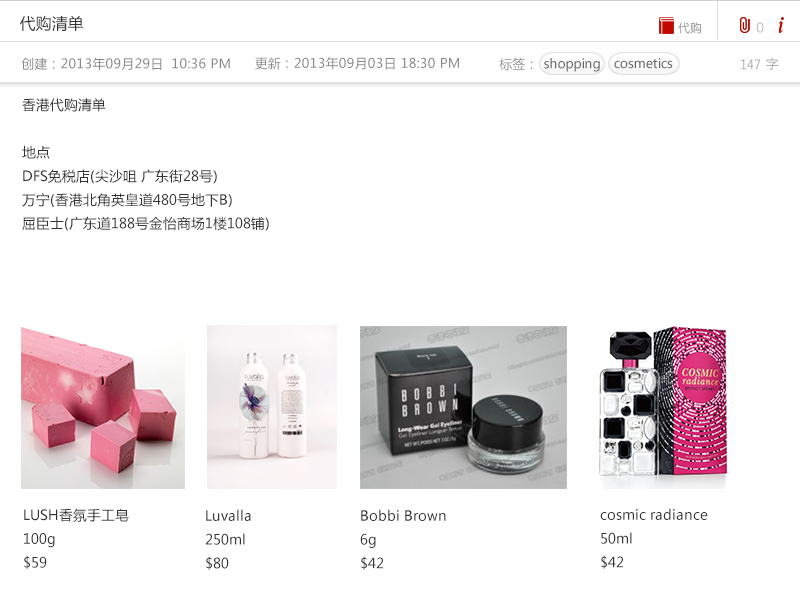 代购清单
代购
0
i
创建：2013年09月29日 10:36 PM
更新：2013年09月03日 18:30 PM
标签：
shopping
cosmetics
147 字
香港代购清单
地点
DFS免税店(尖沙咀 广东街28号)
万宁(香港北角英皇道480号地下B)
屈臣士(广东道188号金怡商场1楼108铺)
luvalla
BOBBI
BROWN
Long-Wear Gel Eyeliner
BOBBI BROWN
COSMIC
radiance
LUSH香氛手工皂
100g
$59
Luvalla
250ml
$80
Bobbi Brown
6g
$42
cosmic radiance
50ml
$42